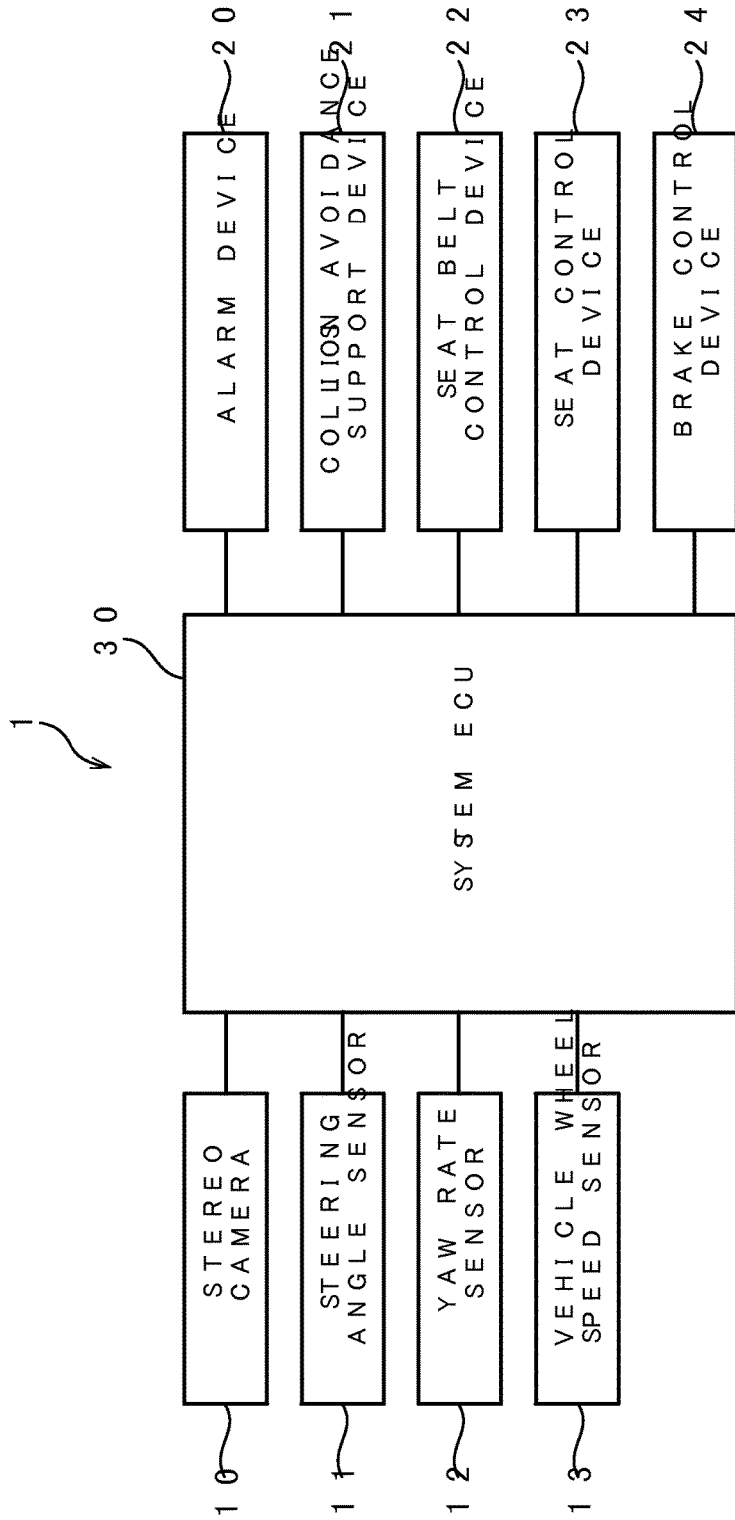 1
30
10
STEREO
CAMERA
11
STEERING
ANGLE SENSOR
12
YAW RATE
SENSOR
13
VEHICLE WHEEL
SPEED SENSOR
SYSTEM ECU
ALARM DEVICE
20
COLLISION AVOIDANCE
SUPPORT DEVICE
21
SEAT BELT
CONTROL DEVICE
22
SEAT CONTROL
DEVICE
23
BRAKE CONTROL
DEVICE
24